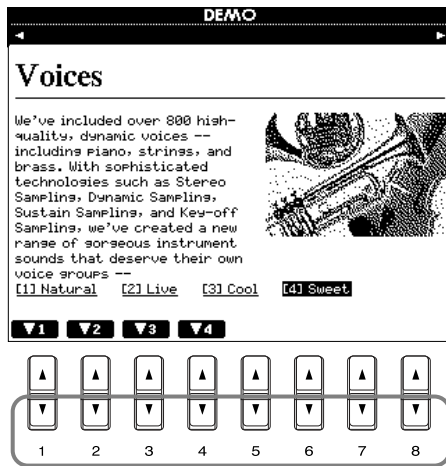 DEMO
Voices
We've included over 800 high-
quality, dynamic voices --
including piano, strings, and
brass. With sophisticated
technologies such as Stereo
Sampling, Dynamic Sampling,
Sustain Sampling, and Key-off
Sampling, we've created a new
range of gorgeous instrument
sounds that deserve their own
voice groups --
[1] Natural [2] Live [3] Cool [4] Sweet
▼1 ▼2 ▼3 ▼4
1 2 3 4 5 6 7 8